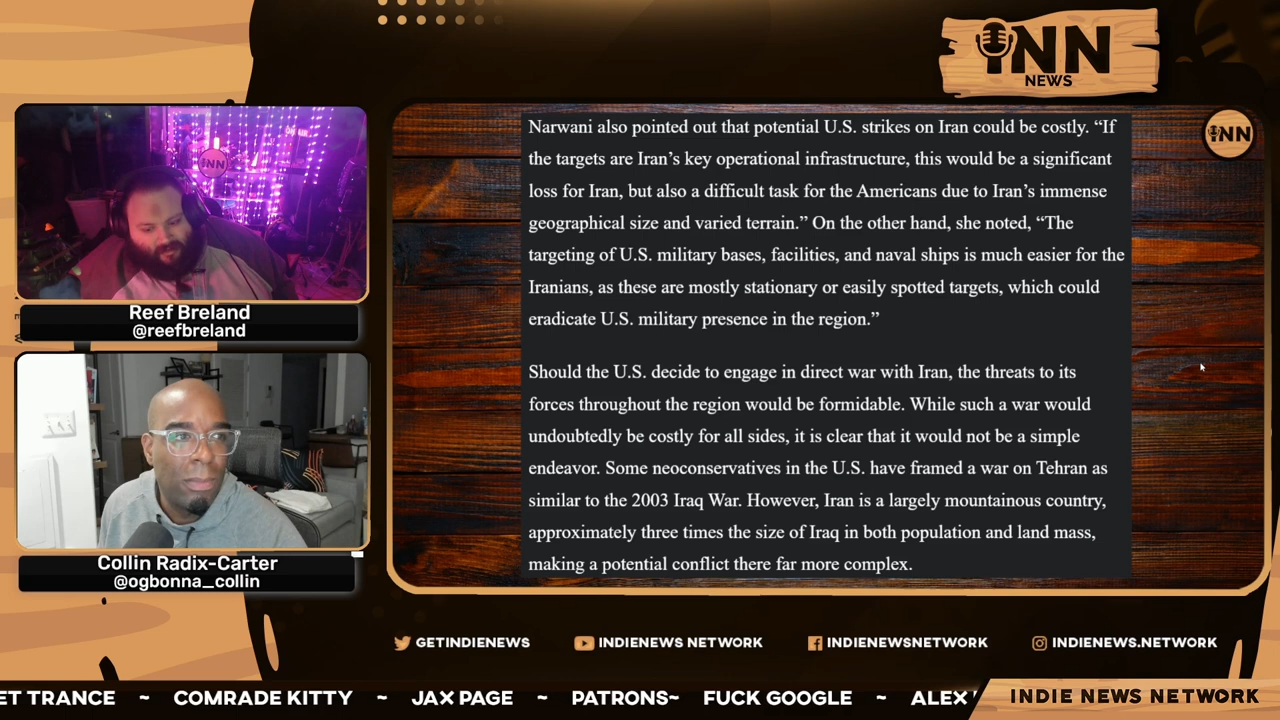 INN
NEWS
INN
INN
Narwani also pointed out that potential U.S. strikes on Iran could be costly. “If
the targets are Iran’s key operational infrastructure, this would be a significant
loss for Iran, but also a difficult task for the Americans due to Iran’s immense
geographical size and varied terrain.” On the other hand, she noted, “The
targeting of U.S. military bases, facilities, and naval ships is much easier for the
Iranians, as these are mostly stationary or easily spotted targets, which could
eradicate U.S. military presence in the region.”
Should the U.S. decide to engage in direct war with Iran, the threats to its
forces throughout the region would be formidable. While such a war would
undoubtedly be costly for all sides, it is clear that it would not be a simple
endeavor. Some neoconservatives in the U.S. have framed a war on Tehran as
similar to the 2003 Iraq War. However, Iran is a largely mountainous country,
approximately three times the size of Iraq in both population and land mass,
making a potential conflict there far more complex.
Reef Breland
@reefbreland
Collin Radix-Carter
@ogbonna_collin
GETINDIENEWS
INDIENEWS NETWORK
INDIENEWSNETWORK
INDIENEWS.NETWORK
ET TRANCE ~ COMRADE KITTY ~ JAX PAGE ~ PATRONS~ FUCK GOOGLE ~ ALEX
INDIE NEWS NETWORK